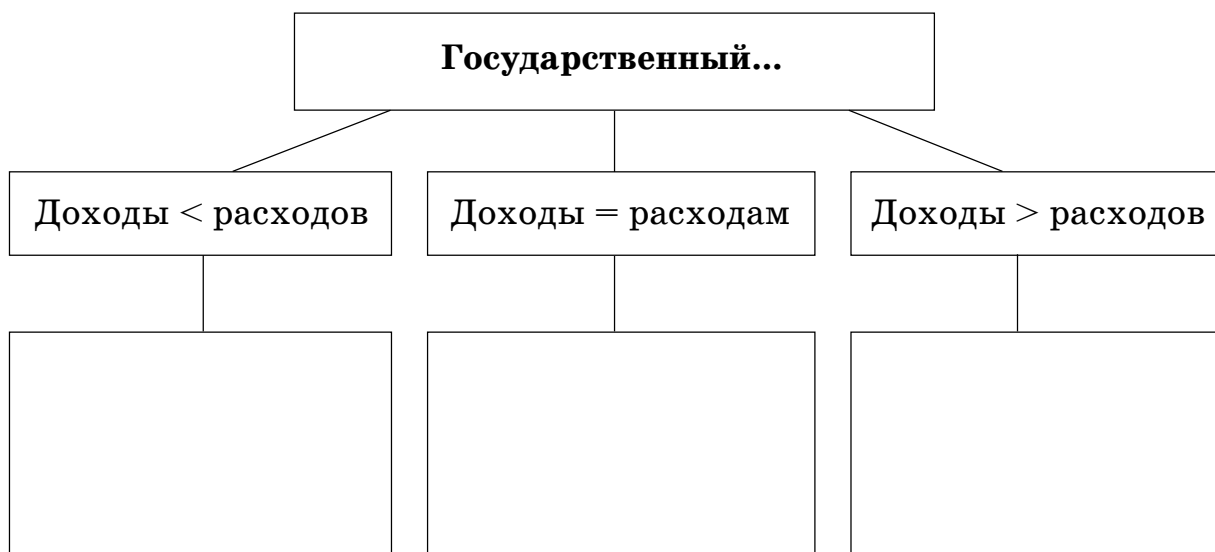 Государственный...
Доходы < расходов
Доходы = расходам
Доходы > расходов